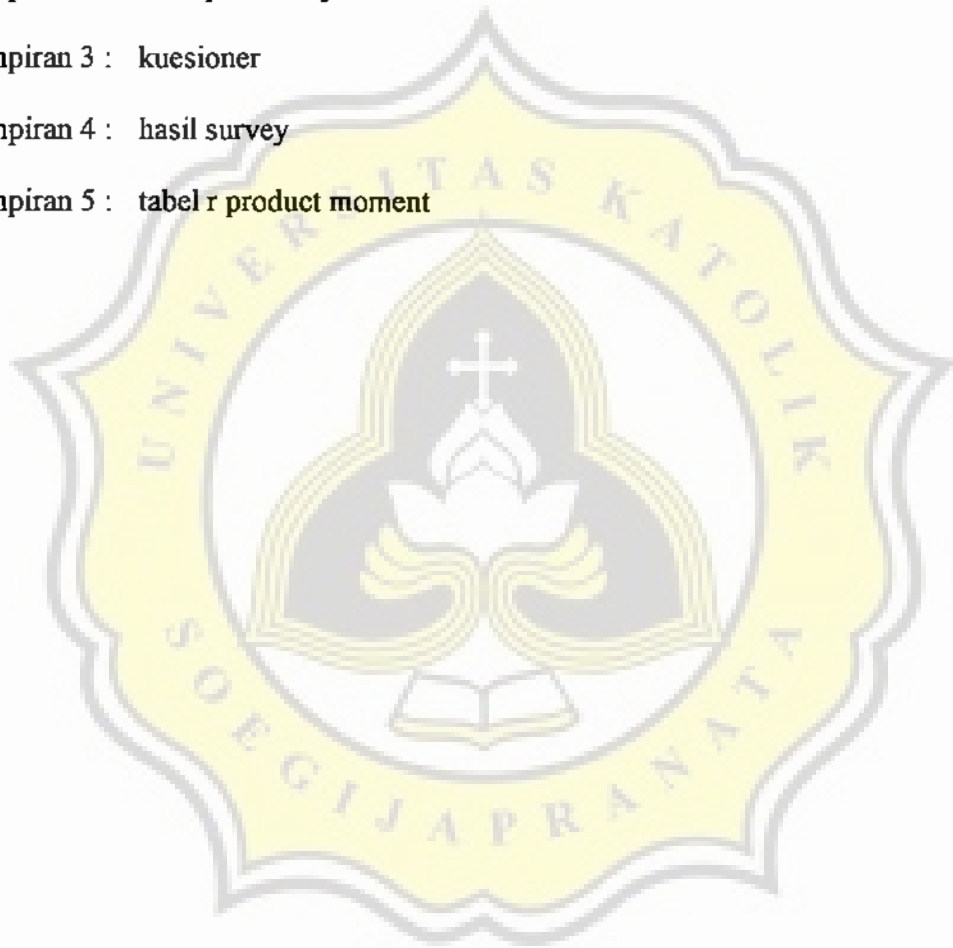 npiran 3 : kuesioner
npiran 4 : hasil survey
npiran 5 : tabel r product moment
UNIVERSITAS KATOLIK
SOEGIJAPRANATA